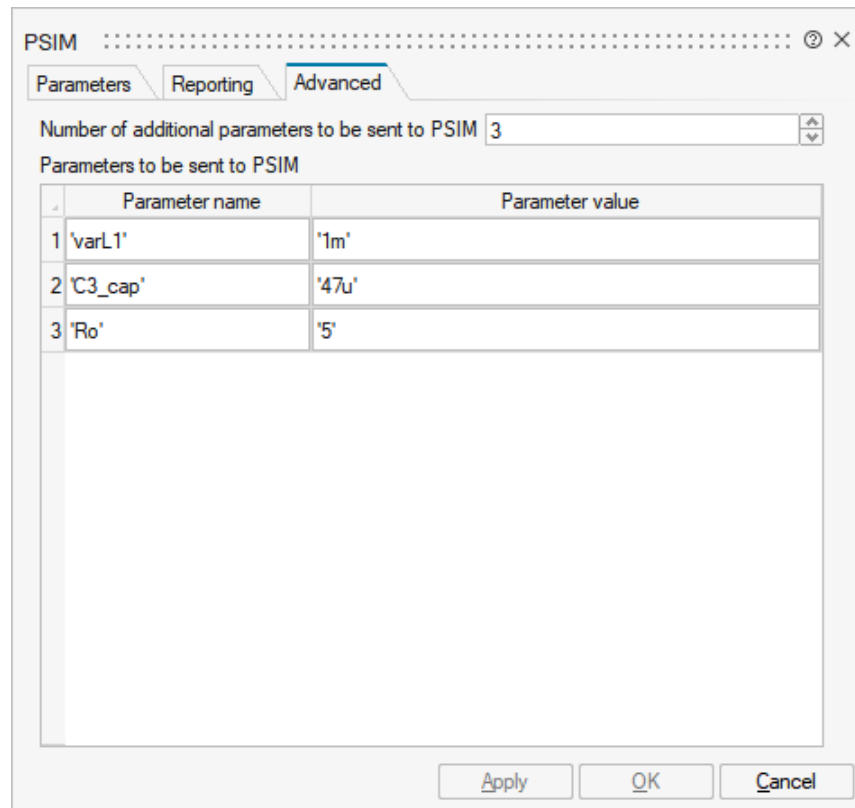 PSIM
Parameters Reporting Advanced
Number of additional parameters to be sent to PSIM 3
Parameters to be sent to PSIM
Parameter name Parameter value
1 'varL1' '1m'
2 'C3_cap' '47u'
3 'Ro' '5'
Apply OK Cancel